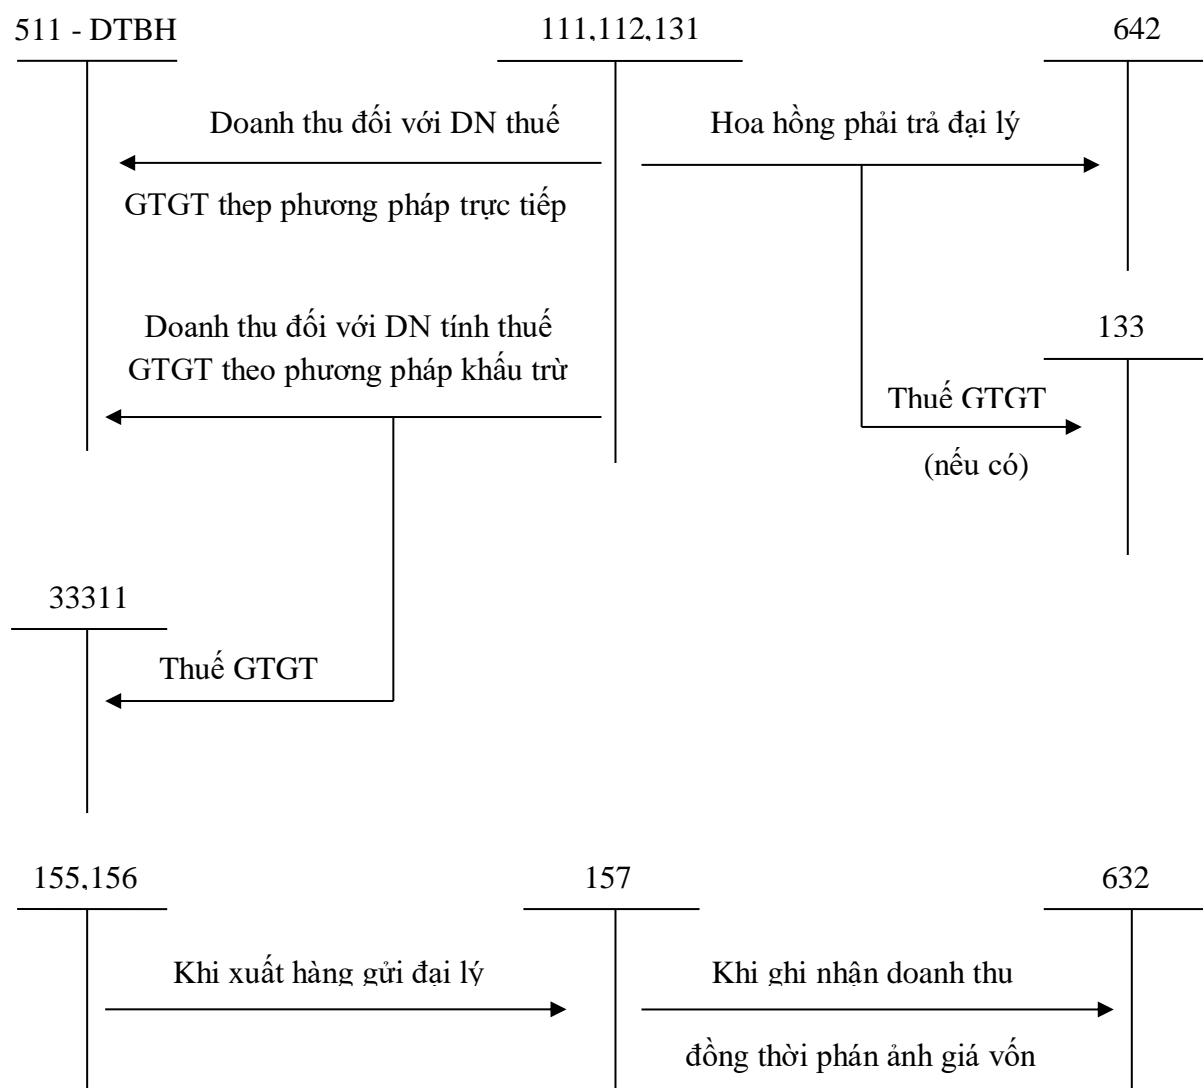 511 - DTBH 111,112,131 642
Doanh thu đối với DN thuế Hoa hồng phải trả đại lý
GTGT thep phương pháp trực tiếp
Doanh thu đối với DN tính thuế 133
GTGT theo phương pháp khấu trừ
Thuế GTGT
(nếu có)
33311
Thuế GTGT
155,156 157 632
Khi xuất hàng gửi đại lý Khi ghi nhận doanh thu
đồng thời phán ảnh giá vốn